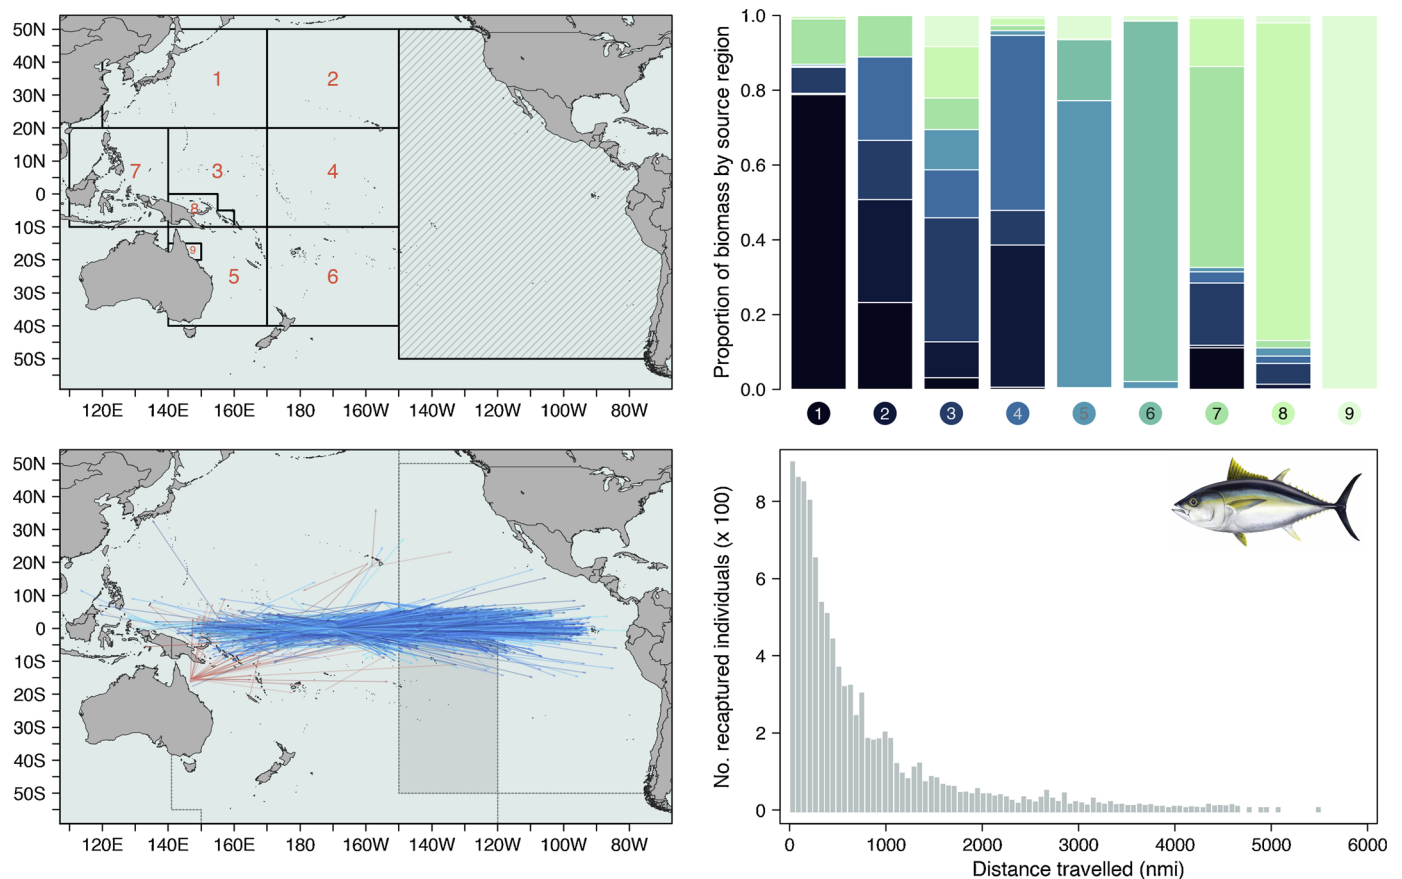 50N
40N
30N
20N
10N
0
10S
20S
30S
40S
50S
1
2
7
3
4
8
9
5
6
120E 140E 160E 180 160W 140W 120W 100W 80W
Proportion of biomass by source region
1.0
0.8
0.6
0.4
0.2
0.0
1 2 3 4 5 6 7 8 9
50N
40N
30N
20N
10N
0
10S
20S
30S
40S
50S
120E 140E 160E 180 160W 140W 120W 100W 80W
No. recaptured individuals (x 100)
8
6
4
2
0
0 1000 2000 3000 4000 5000 6000
Distance travelled (nmi)